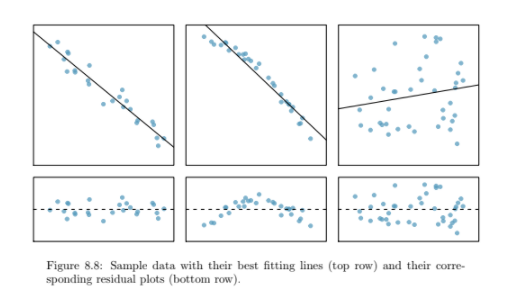 Figure 8.8: Sample data with their best fitting lines (top row) and their corre-
sponding residual plots (bottom row).